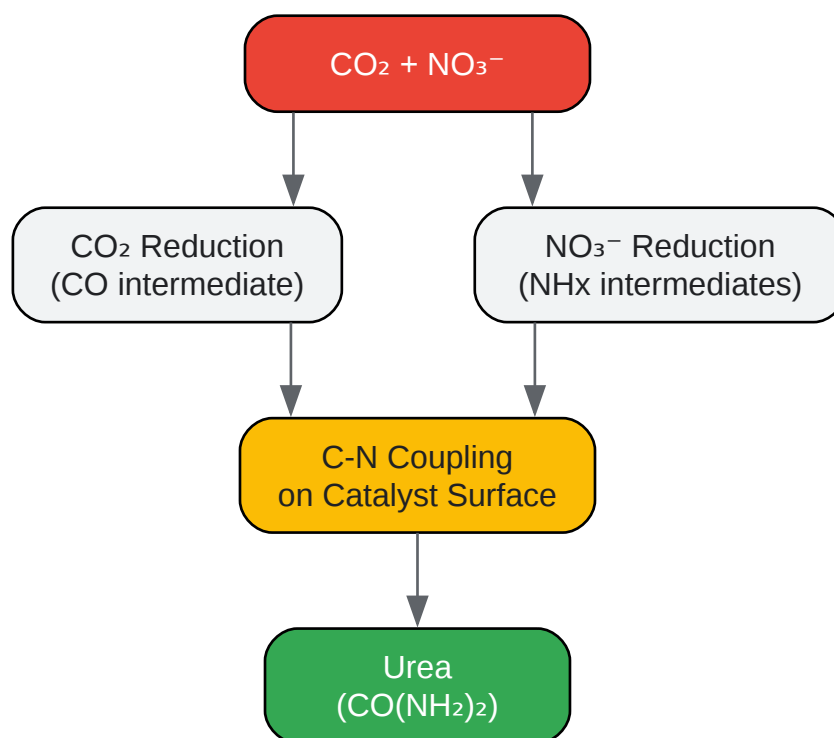 CO₂ + NO₃⁻
CO₂ Reduction
(CO intermediate)
NO₃⁻ Reduction
(NHx intermediates)
C-N Coupling
on Catalyst Surface
Urea
(CO(NH₂)₂)